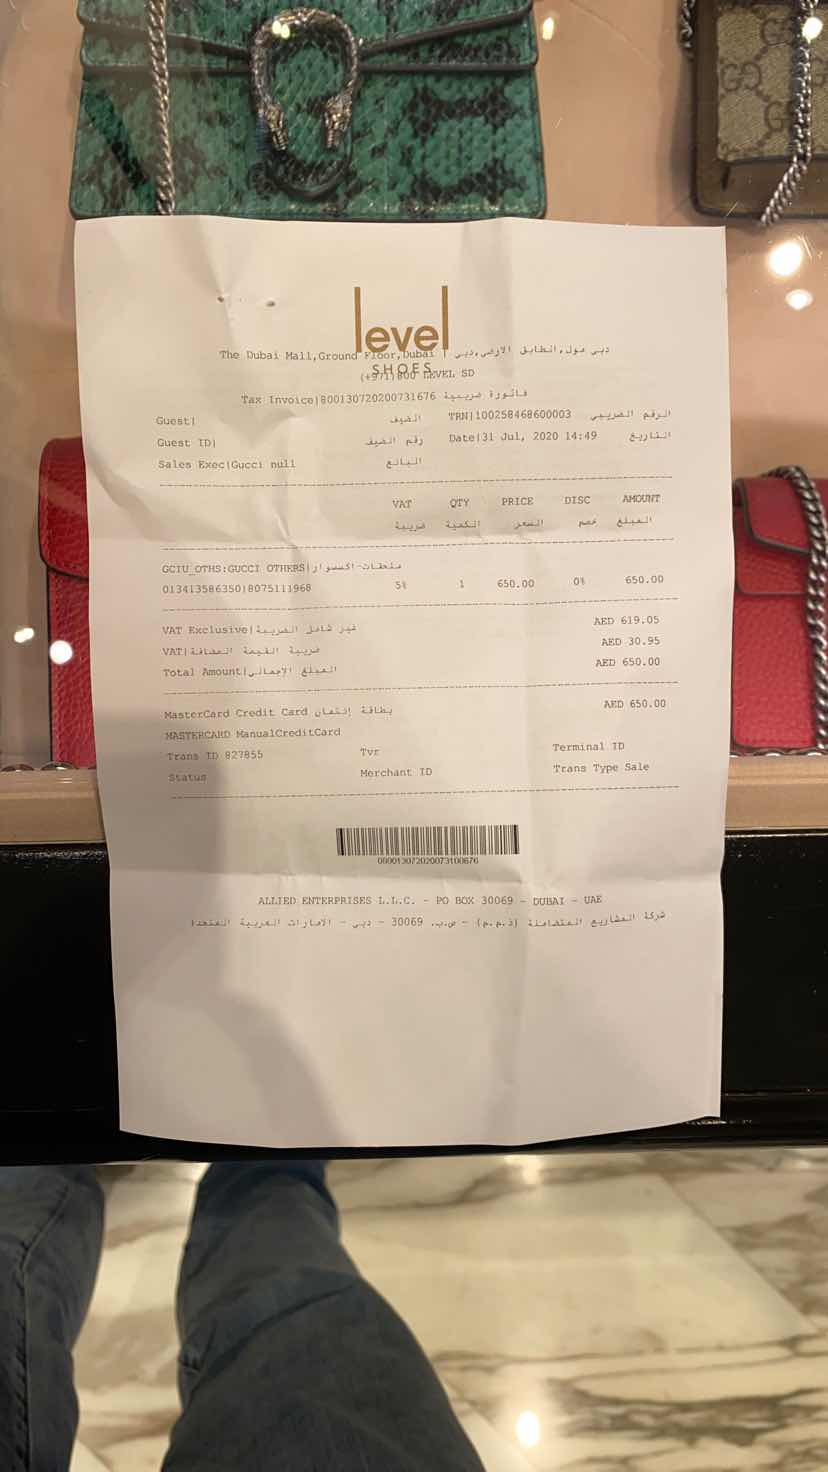 level
The Dubai Mall,Ground Floor,Dubai | دبي مول,الطابق الارضي,دبي
SHOES
(+971)800 LEVEL SD
Tax Invoice|800130720200731676 فاتورة ضريبية
Guest| الضيف TRN|100258468600003 الرقم الضريبي
Guest ID| رقم الضيف Date|31 Jul, 2020 14:49 التاريخ
Sales Exec|Gucci null البائع
VAT QTY PRICE DISC AMOUNT
ضريبة الكمية السعر خصم المبلغ
GCIU_OTHS:GUCCI OTHERS|ملحقات-اكسسوار
013413586350|8075111968 5% 1 650.00 0% 650.00
VAT Exclusive|غير شامل الضريبة AED 619.05
VAT|ضريبة القيمة المضافة AED 30.95
Total Amount|المبلغ الإجمالي AED 650.00
MasterCard Credit Card بطاقة إئتمان AED 650.00
MASTERCARD ManualCreditCard
Trans ID 827855 Tvr Terminal ID
Status Merchant ID Trans Type Sale
000013072020073100676
ALLIED ENTERPRISES L.L.C. - PO BOX 30069 - DUBAI - UAE
شركة المشاريع المتضامنة (ذ.م.م) - ص.ب. 30069 - دبي - الامارات العربية المتحدة